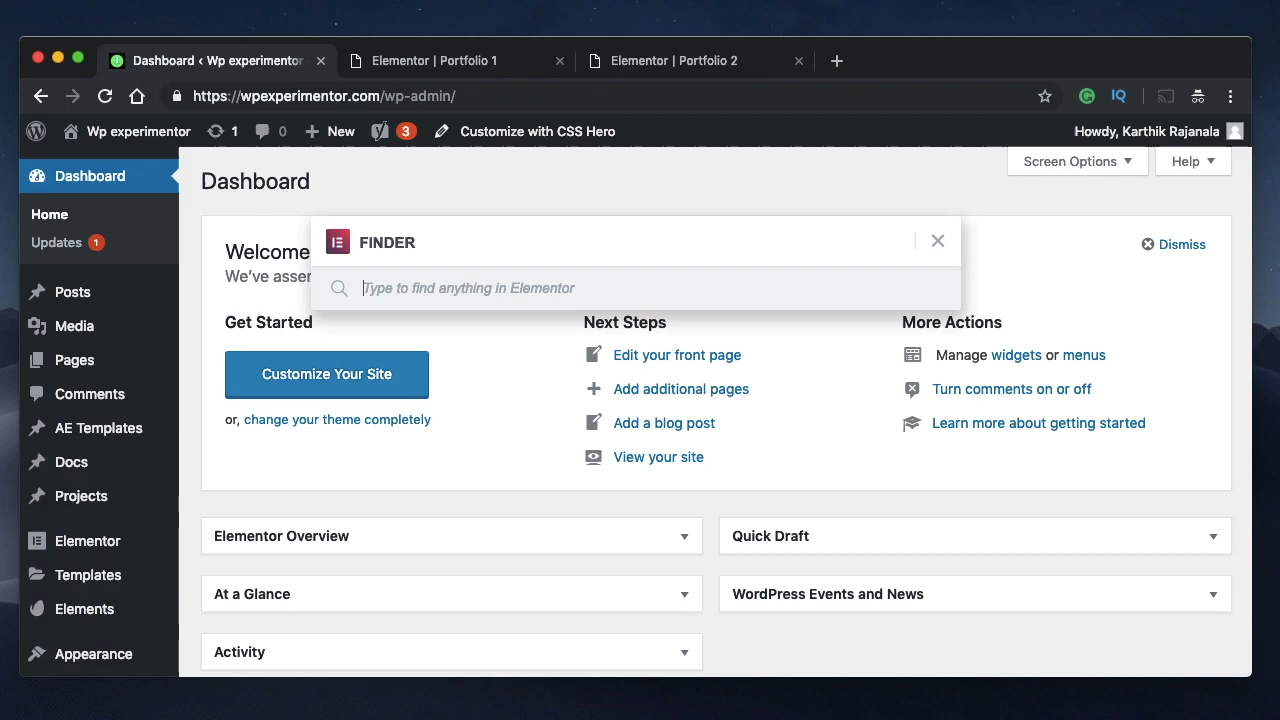 Dashboard ‹ Wp experimentor
Elementor | Portfolio 1
Elementor | Portfolio 2
https://wpexperimentor.com/wp-admin/
IQ
Wp experimentor 1 0 New 3 Customize with CSS Hero
Howdy, Karthik Rajanala
Dashboard
Home
Updates 1
Posts
Media
Pages
Comments
AE Templates
Docs
Projects
Elementor
Templates
Elements
Appearance
Dashboard
Screen Options
Help
Welcome
We've asser
Dismiss
FINDER
Type to find anything in Elementor
Get Started
Customize Your Site
or, change your theme completely
Next Steps
Edit your front page
Add additional pages
Add a blog post
View your site
More Actions
Manage widgets or menus
Turn comments on or off
Learn more about getting started
Elementor Overview
Quick Draft
At a Glance
WordPress Events and News
Activity